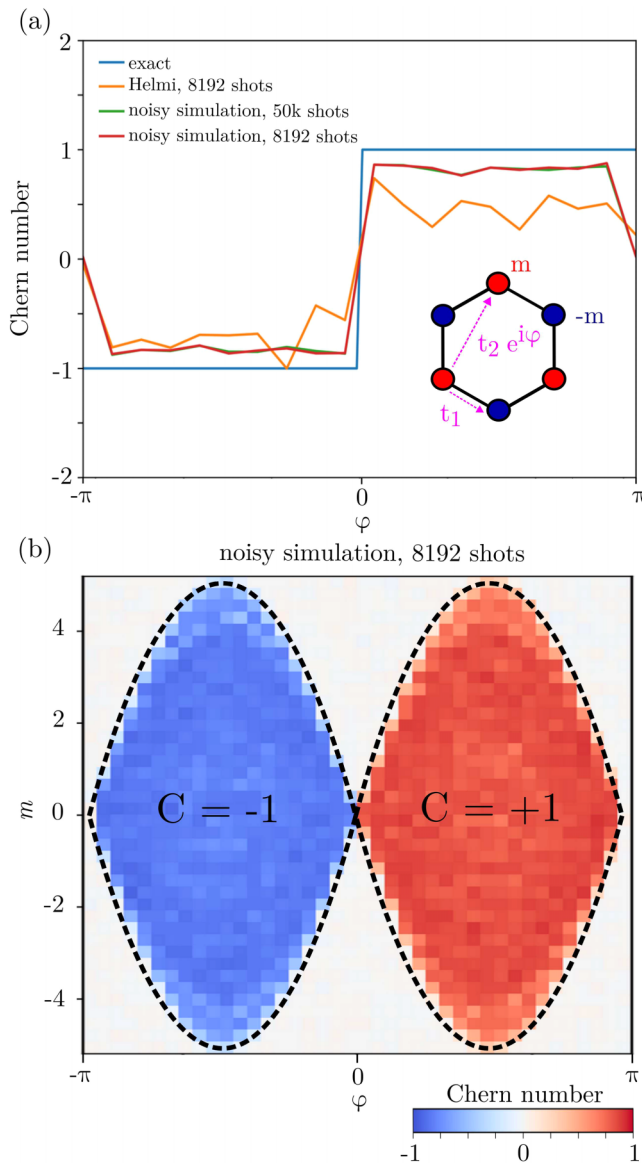 (a)
2
1
0
-1
-2
Chern number
exact
Helmi, 8192 shots
noisy simulation, 50k shots
noisy simulation, 8192 shots
m
-m
t₂ e^{iφ}
t₁
-π 0 π
φ
(b)
noisy simulation, 8192 shots
4
2
0
-2
-4
m
C = -1 C = +1
-π 0 π
φ
Chern number
-1 0 1